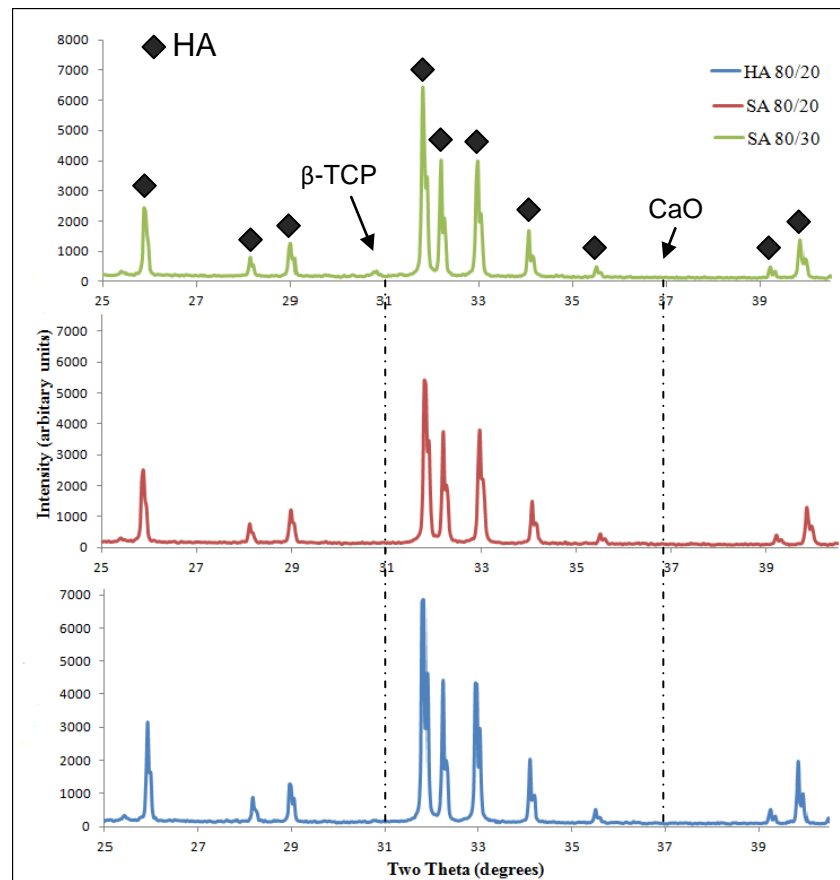 HA
HA 80/20
SA 80/20
SA 80/30
β-TCP
CaO
8000
7000
6000
5000
4000
3000
2000
1000
0
25 27 29 31 33 35 37 39
Intensity (arbitary units)
7000
6000
5000
4000
3000
2000
1000
0
25 27 29 31 33 35 37 39
7000
6000
5000
4000
3000
2000
1000
0
25 27 29 31 33 35 37 39
Two Theta (degrees)